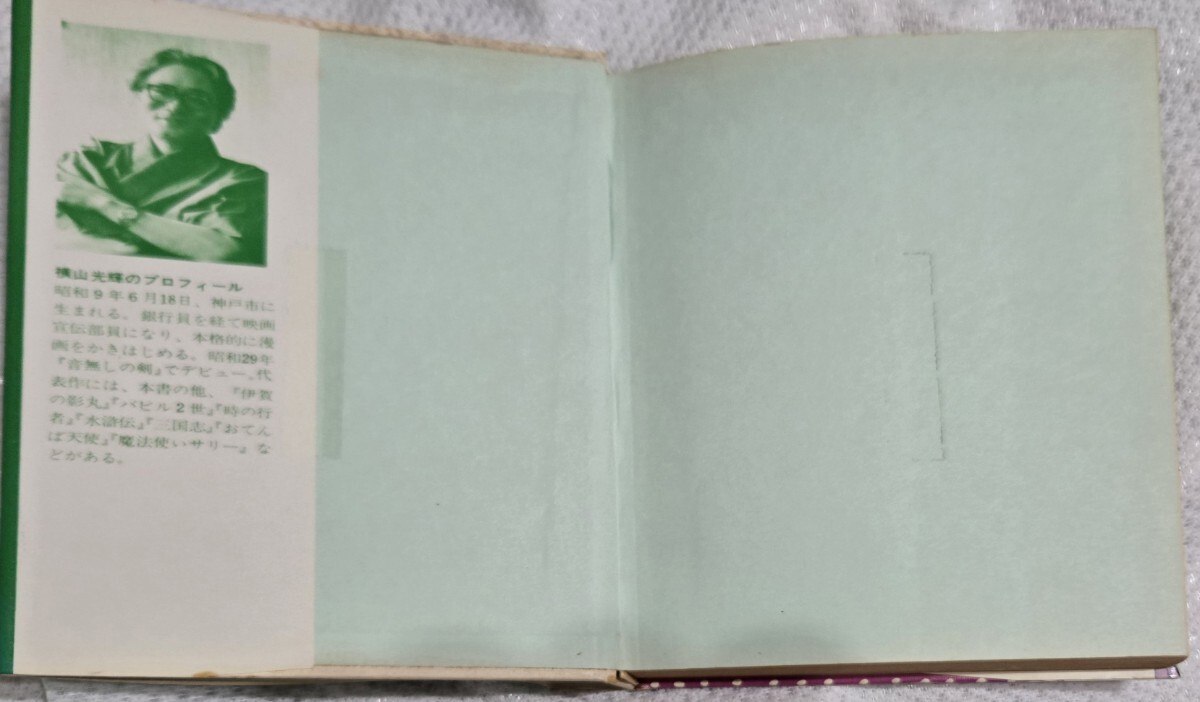 横山光輝のプロフィール
昭和9年6月18日、神戸市に
生まれる。銀行員を経て映画
宣伝部員になり、本格的に漫
画をかきはじめる。昭和29年
『音無しの剣』でデビュー。代
表作には、本書の他、『伊賀
の影丸』『バビル2世』『時の行
者』『水滸伝』『三国志』『おてん
ば天使』『魔法使いサリー』な
どがある。